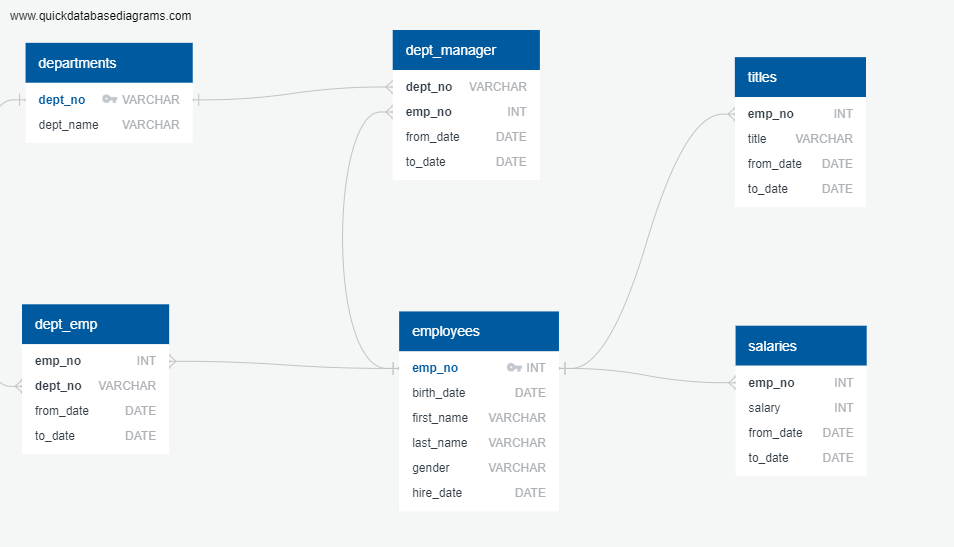 www.quickdatabasediagrams.com
departments
dept_no VARCHAR
dept_name VARCHAR
dept_manager
dept_no VARCHAR
emp_no INT
from_date DATE
to_date DATE
titles
emp_no INT
title VARCHAR
from_date DATE
to_date DATE
dept_emp
emp_no INT
dept_no VARCHAR
from_date DATE
to_date DATE
employees
emp_no INT
birth_date DATE
first_name VARCHAR
last_name VARCHAR
gender VARCHAR
hire_date DATE
salaries
emp_no INT
salary INT
from_date DATE
to_date DATE